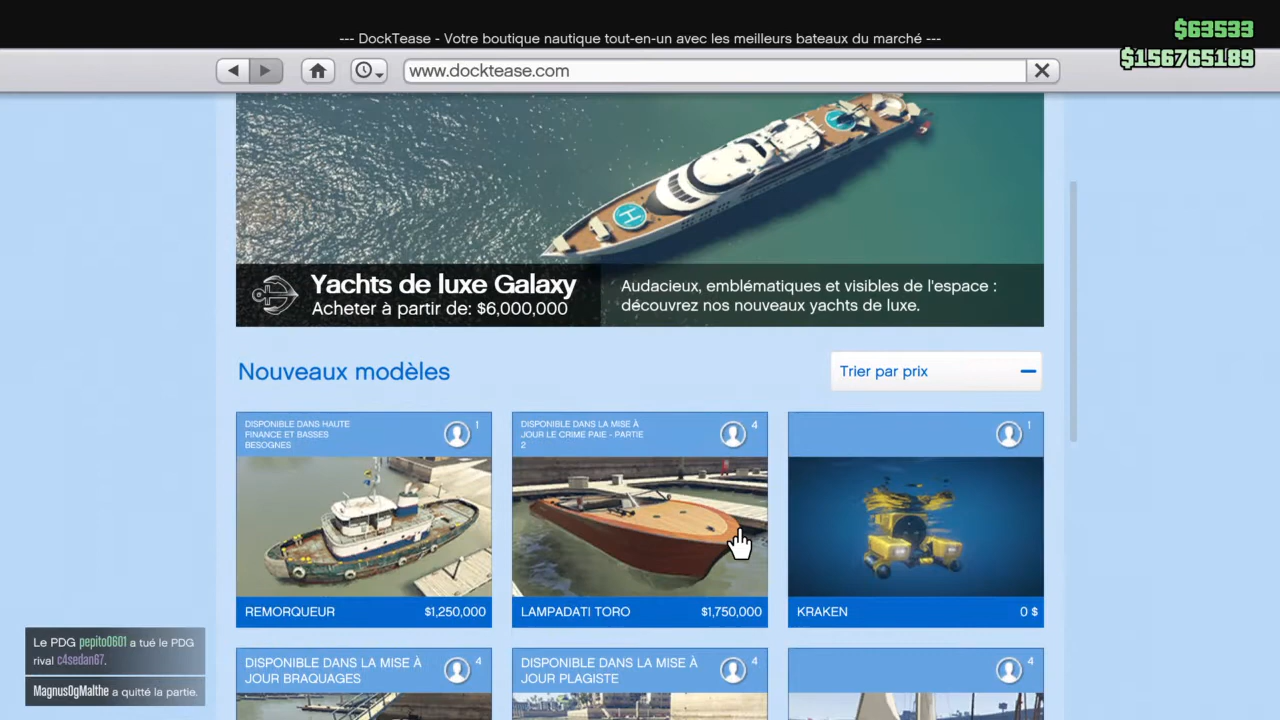 --- DockTease - Votre boutique nautique tout-en-un avec les meilleurs bateaux du marché ---
$63533
$156765189
www.docktease.com
Yachts de luxe Galaxy
Acheter à partir de: $6,000,000
Audacieux, emblématiques et visibles de l'espace :
découvrez nos nouveaux yachts de luxe.
Nouveaux modèles
Trier par prix
DISPONIBLE DANS HAUTE
FINANCE ET BASSES
BESOGNES
1
DISPONIBLE DANS LA MISE À
JOUR LE CRIME PAIE - PARTIE
2
4
1
REMORQUEUR
$1,250,000
LAMPADATI TORO
$1,750,000
KRAKEN
0 $
DISPONIBLE DANS LA MISE À
JOUR BRAQUAGES
4
DISPONIBLE DANS LA MISE À
JOUR PLAGISTE
4
4
Le PDG pepito0601 a tué le PDG
rival c4sedan67.
MagnusOgMalthe a quitté la partie.